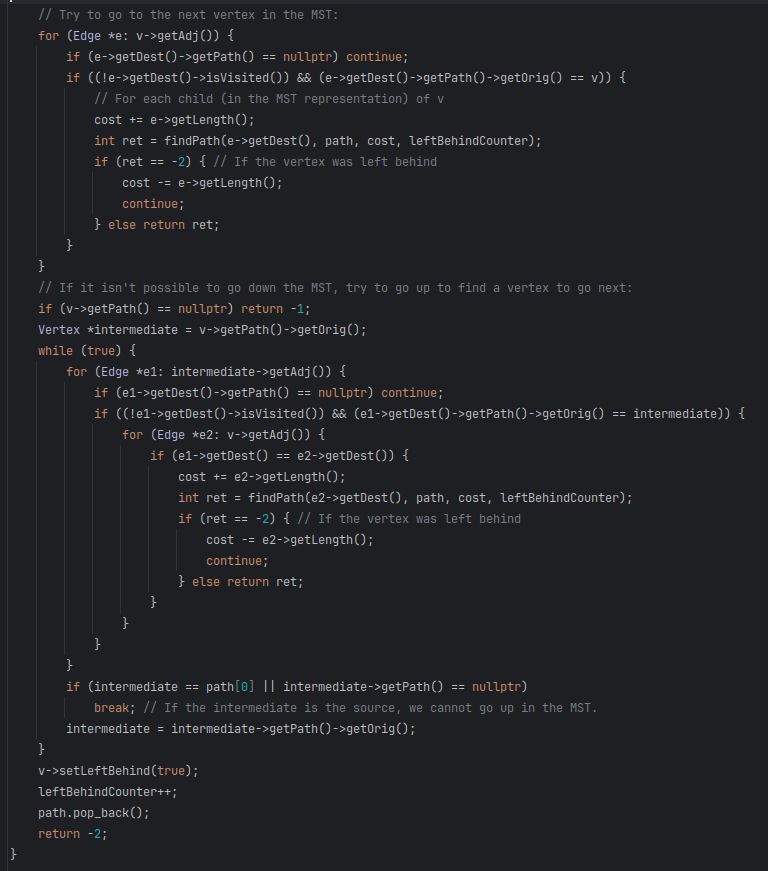 // Try to go to the next vertex in the MST:
for (Edge *e: v->getAdj()) {
if (e->getDest()->getPath() == nullptr) continue;
if ((!e->getDest()->isVisited()) && (e->getDest()->getPath()->getOrig() == v)) {
// For each child (in the MST representation) of v
cost += e->getLength();
int ret = findPath(e->getDest(), path, cost, leftBehindCounter);
if (ret == -2) { // If the vertex was left behind
cost -= e->getLength();
continue;
} else return ret;
}
}
// If it isn't possible to go down the MST, try to go up to find a vertex to go next:
if (v->getPath() == nullptr) return -1;
Vertex *intermediate = v->getPath()->getOrig();
while (true) {
for (Edge *e1: intermediate->getAdj()) {
if (e1->getDest()->getPath() == nullptr) continue;
if ((!e1->getDest()->isVisited()) && (e1->getDest()->getPath()->getOrig() == intermediate)) {
for (Edge *e2: v->getAdj()) {
if (e1->getDest() == e2->getDest()) {
cost += e2->getLength();
int ret = findPath(e2->getDest(), path, cost, leftBehindCounter);
if (ret == -2) { // If the vertex was left behind
cost -= e2->getLength();
continue;
} else return ret;
}
}
}
}
if (intermediate == path[0] || intermediate->getPath() == nullptr)
break; // If the intermediate is the source, we cannot go up in the MST.
intermediate = intermediate->getPath()->getOrig();
}
v->setLeftBehind(true);
leftBehindCounter++;
path.pop_back();
return -2;
}